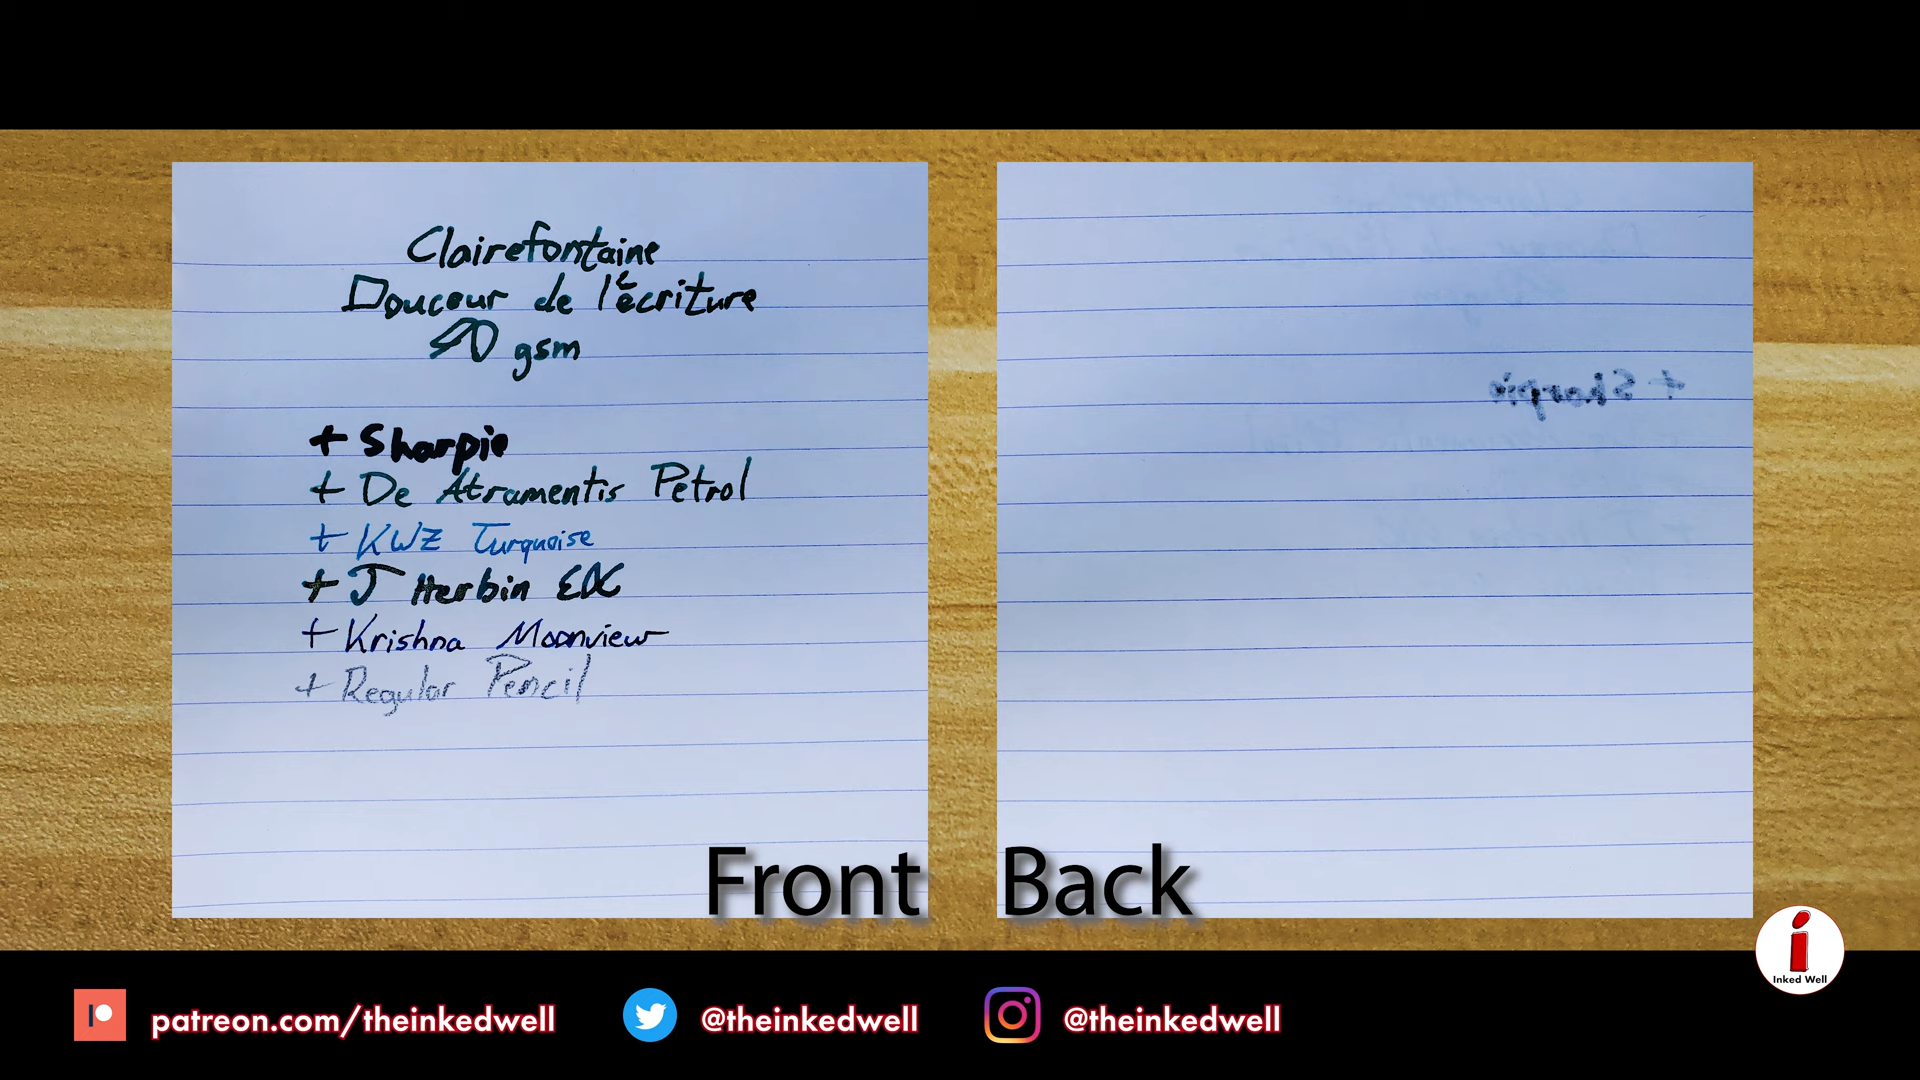 Clairefontaine
Douceur de l'écriture
90 gsm
+ Sharpie
+ De Atramentis Petrol
+ KWZ Turquoise
+ J Herbin EDC
+ Krishna Moonview
+ Regular Pencil
Front
+ Sharpie
Back
i
Inked Well
patreon.com/theinkedwell
@theinkedwell
@theinkedwell